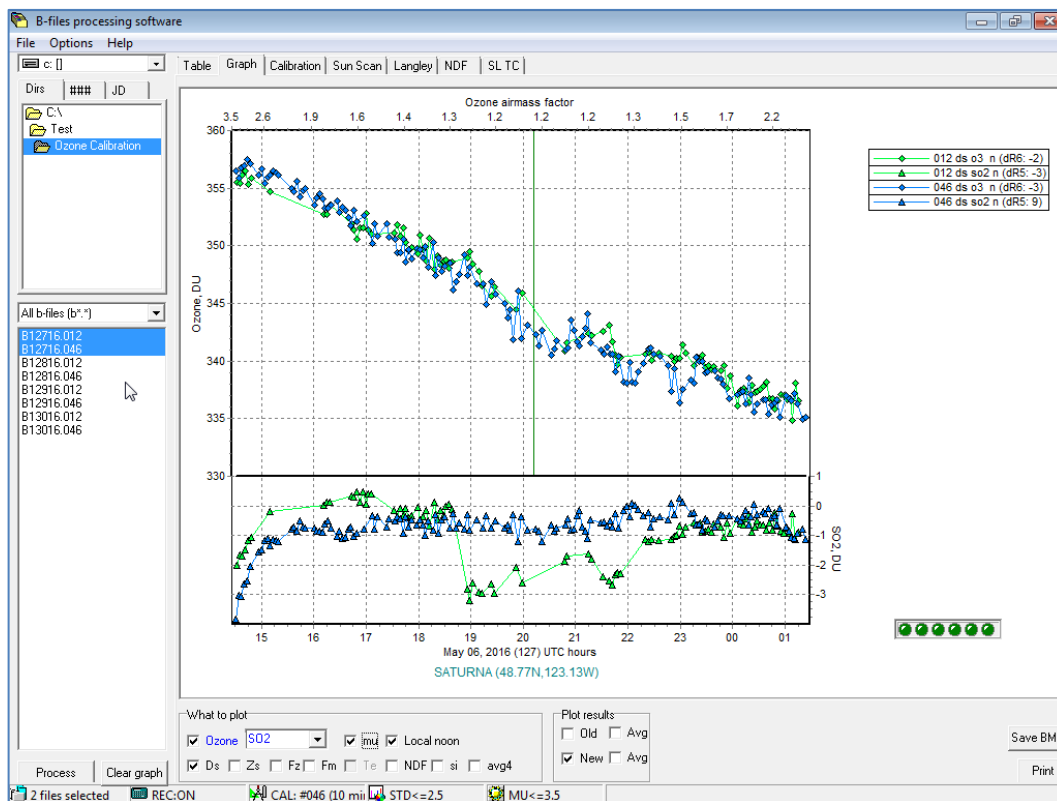 B-files processing software
File Options Help
c: []
Dirs ### JD
C:\
Test
Ozone Calibration
All b-files (b*.*)
B12716.012
B12716.046
B12816.012
B12816.046
B12916.012
B12916.046
B13016.012
B13016.046
Process Clear graph
Table Graph Calibration Sun Scan Langley NDF SL TC
Ozone airmass factor
3.5 2.6 1.9 1.6 1.4 1.3 1.2 1.2 1.2 1.3 1.5 1.7 2.2
360
355
350
345
340
335
330
Ozone, DU
012 ds o3 n (dR6: -2)
012 ds so2 n (dR5: -3)
046 ds o3 n (dR6: -3)
046 ds so2 n (dR5: 9)
1
0
-1
-2
-3
SO2, DU
15 16 17 18 19 20 21 22 23 00 01
May 06, 2016 (127) UTC hours
SATURNA (48.77N,123.13W)
What to plot
Ozone SO2 mu Local noon
Ds Zs Fz Fm Te NDF si avg4
Plot results
Old Avg
New Avg
Save BM
Print
2 files selected REC:ON CAL: #046 (10 mi STD<=2.5 MU<=3.5